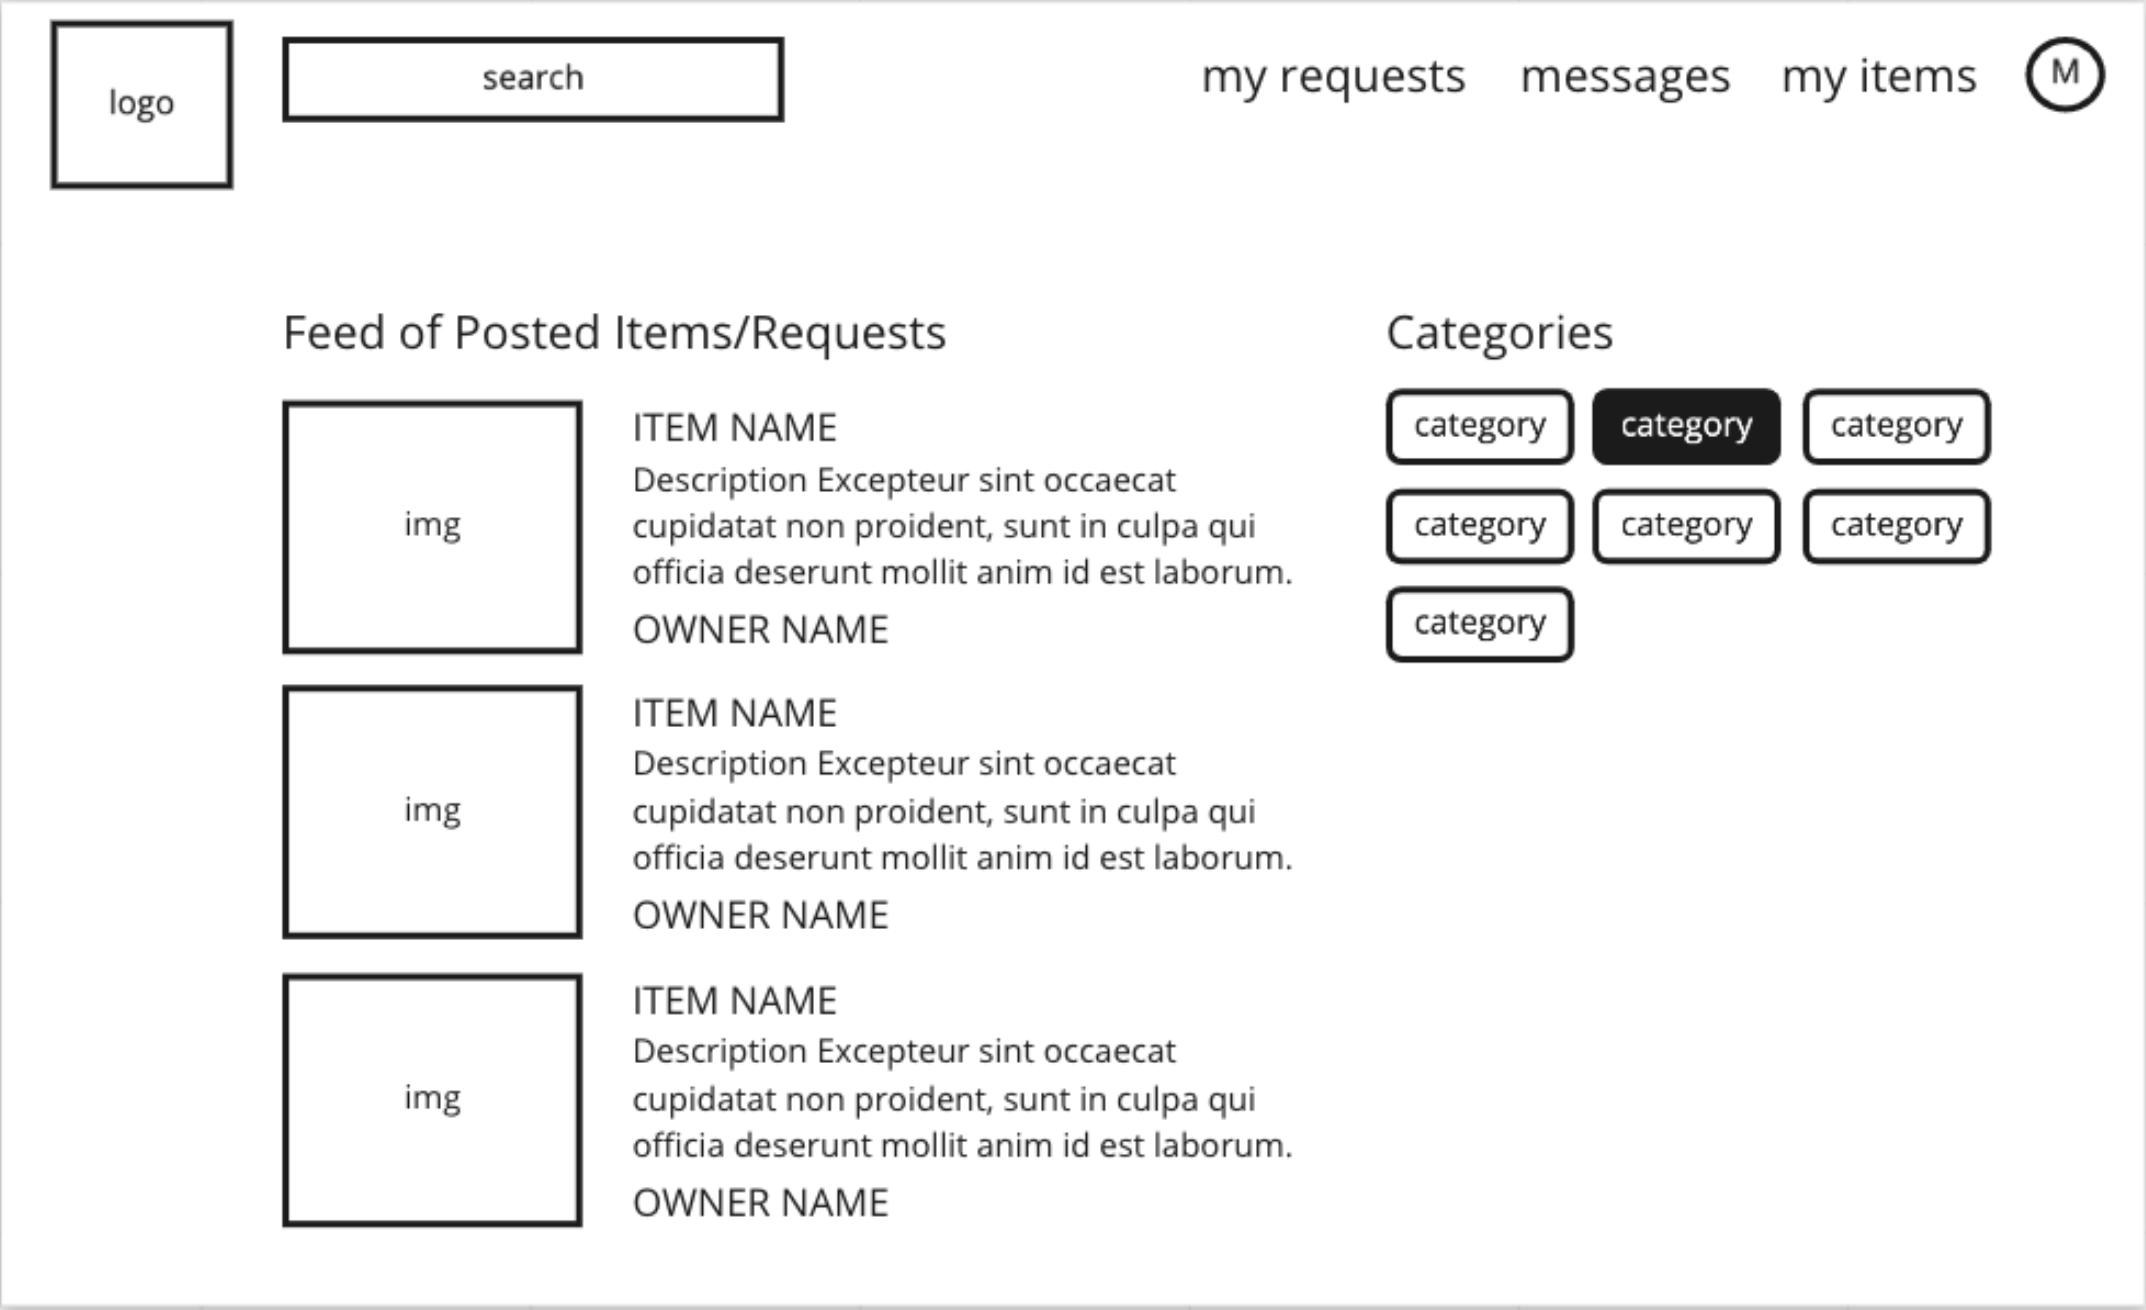 logo
search
my requests
messages
my items
M
Feed of Posted Items/Requests
img
ITEM NAME
Description Excepteur sint occaecat
cupidatat non proident, sunt in culpa qui
officia deserunt mollit anim id est laborum.
OWNER NAME
img
ITEM NAME
Description Excepteur sint occaecat
cupidatat non proident, sunt in culpa qui
officia deserunt mollit anim id est laborum.
OWNER NAME
img
ITEM NAME
Description Excepteur sint occaecat
cupidatat non proident, sunt in culpa qui
officia deserunt mollit anim id est laborum.
OWNER NAME
Categories
category
category
category
category
category
category
category